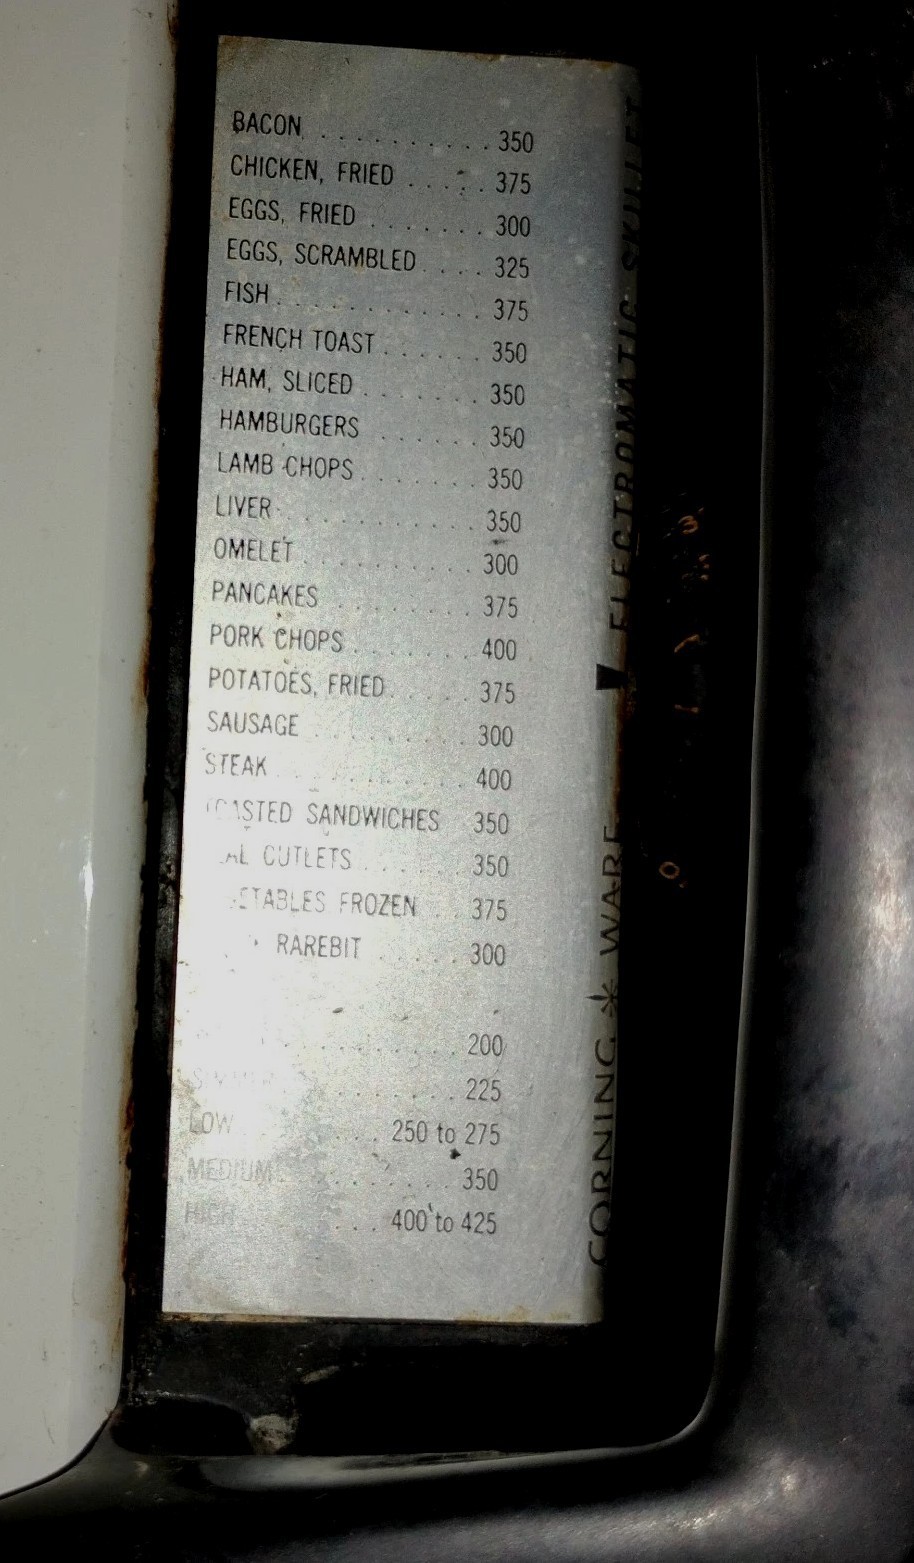 BACON . . . . . . . . . . 350
CHICKEN, FRIED . . . . . 375
EGGS, FRIED . . . . . . . 300
EGGS, SCRAMBLED . . . . 325
FISH . . . . . . . . . . . . 375
FRENCH TOAST . . . . . . 350
HAM, SLICED . . . . . . . 350
HAMBURGERS . . . . . . 350
LAMB CHOPS . . . . . . . 350
LIVER . . . . . . . . . . . 350
OMELET . . . . . . . . . . 300
PANCAKES . . . . . . . . 375
PORK CHOPS . . . . . . . 400
POTATOES, FRIED . . . . . 375
SAUSAGE . . . . . . . . . 300
STEAK . . . . . . . . . . . 400
TOASTED SANDWICHES 350
CUTLETS . . . . . . 350
FROZEN . . . 375
RAREBIT . . . . . 300
. . . . . . . . . . 200
. . . . . . . . 225
LOW . . . . 250 to 275
MEDIUM . . . . . . . . . 350
HIGH . . . . 400 to 425
CORNING WARE ELECTROMATIC SKILLET